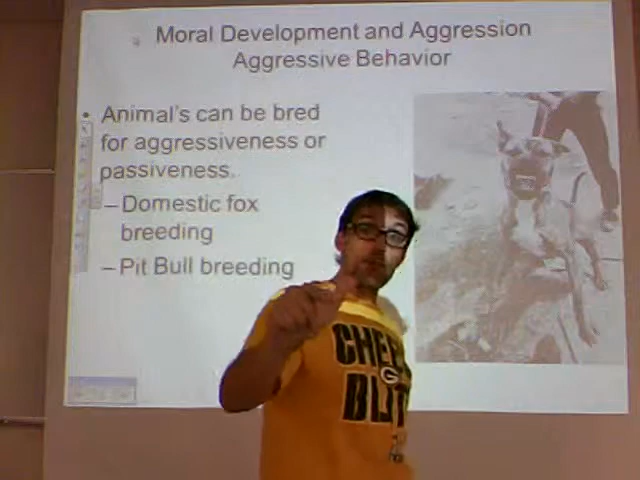 Moral Development and Aggression
Aggressive Behavior
• Animal's can be bred
for aggressiveness or
passiveness.
– Domestic fox
breeding
– Pit Bull breeding
G